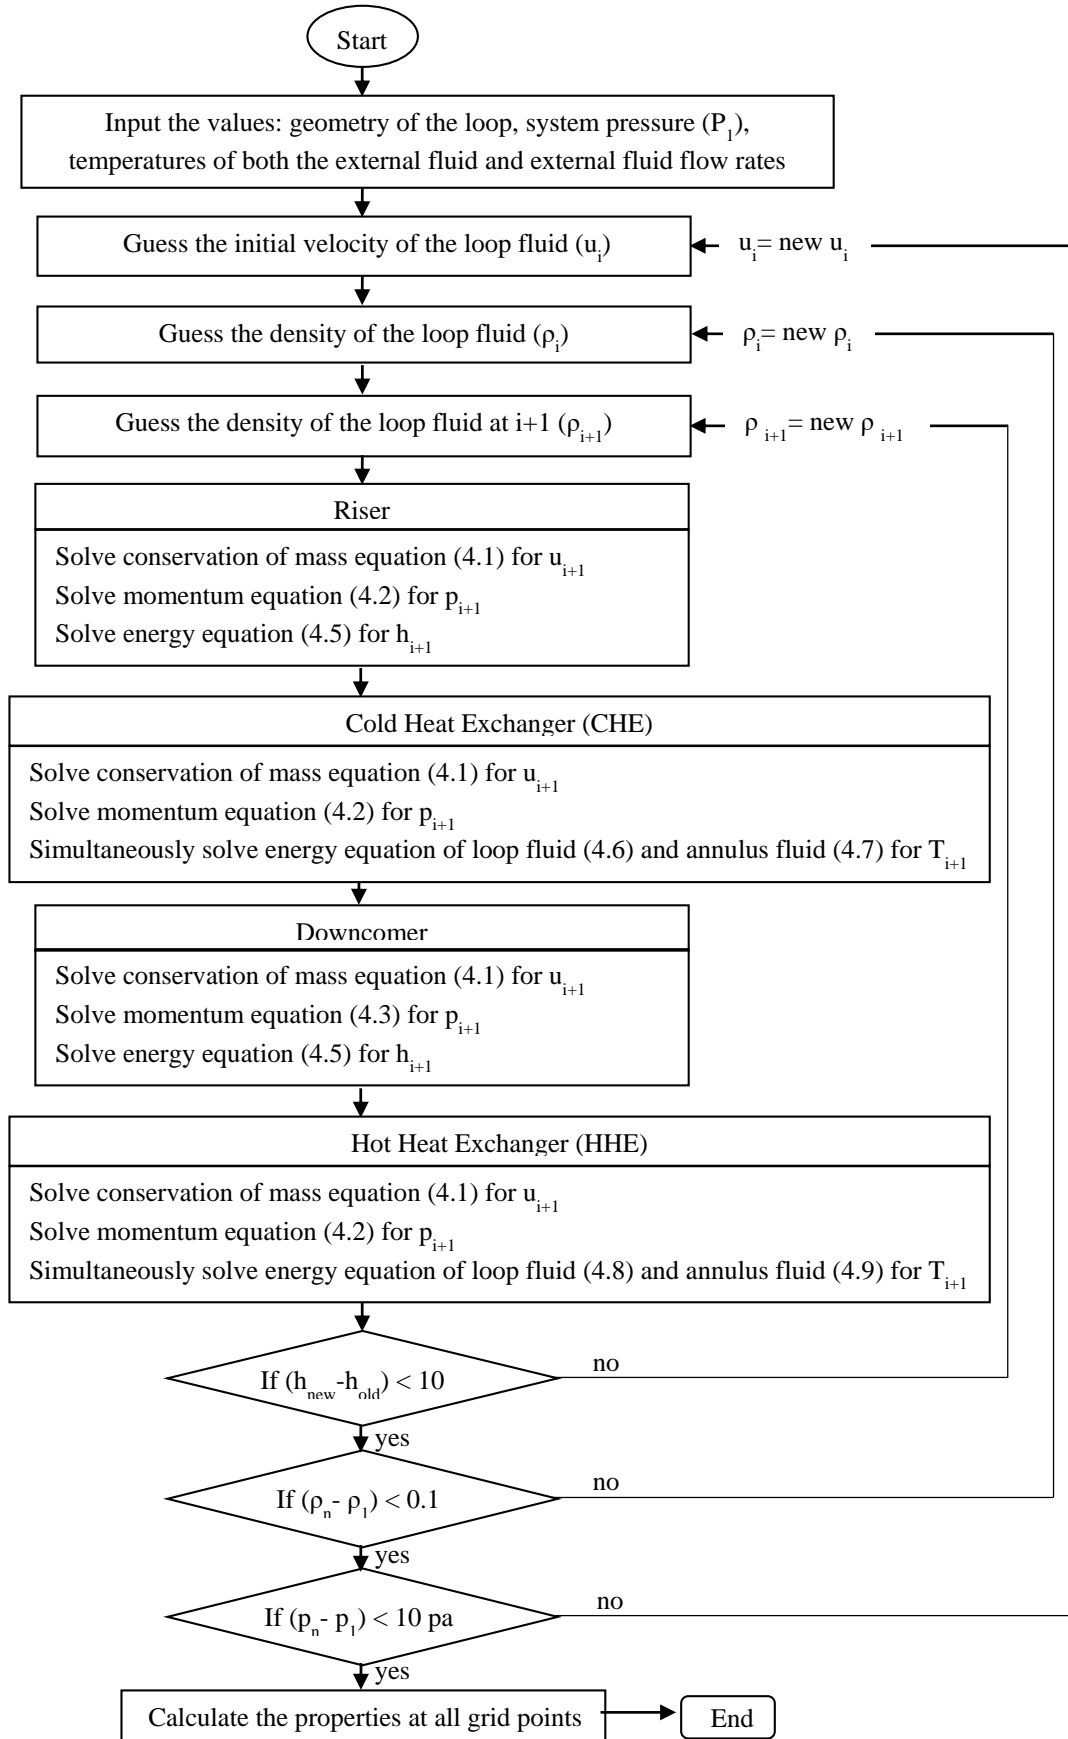 Start
Input the values: geometry of the loop, system pressure (P₁),
temperatures of both the external fluid and external fluid flow rates
Guess the initial velocity of the loop fluid (uᵢ)
uᵢ= new uᵢ
Guess the density of the loop fluid (ρᵢ)
ρᵢ= new ρᵢ
Guess the density of the loop fluid at i+1 (ρᵢ₊₁)
ρ ᵢ₊₁= new ρ ᵢ₊₁
Riser
Solve conservation of mass equation (4.1) for uᵢ₊₁
Solve momentum equation (4.2) for pᵢ₊₁
Solve energy equation (4.5) for hᵢ₊₁
Cold Heat Exchanger (CHE)
Solve conservation of mass equation (4.1) for uᵢ₊₁
Solve momentum equation (4.2) for pᵢ₊₁
Simultaneously solve energy equation of loop fluid (4.6) and annulus fluid (4.7) for Tᵢ₊₁
Downcomer
Solve conservation of mass equation (4.1) for uᵢ₊₁
Solve momentum equation (4.3) for pᵢ₊₁
Solve energy equation (4.5) for hᵢ₊₁
Hot Heat Exchanger (HHE)
Solve conservation of mass equation (4.1) for uᵢ₊₁
Solve momentum equation (4.2) for pᵢ₊₁
Simultaneously solve energy equation of loop fluid (4.8) and annulus fluid (4.9) for Tᵢ₊₁
If (h_new-h_old) < 10
no
yes
If (ρₙ- ρ₁) < 0.1
no
yes
If (pₙ- p₁) < 10 pa
no
yes
Calculate the properties at all grid points
End